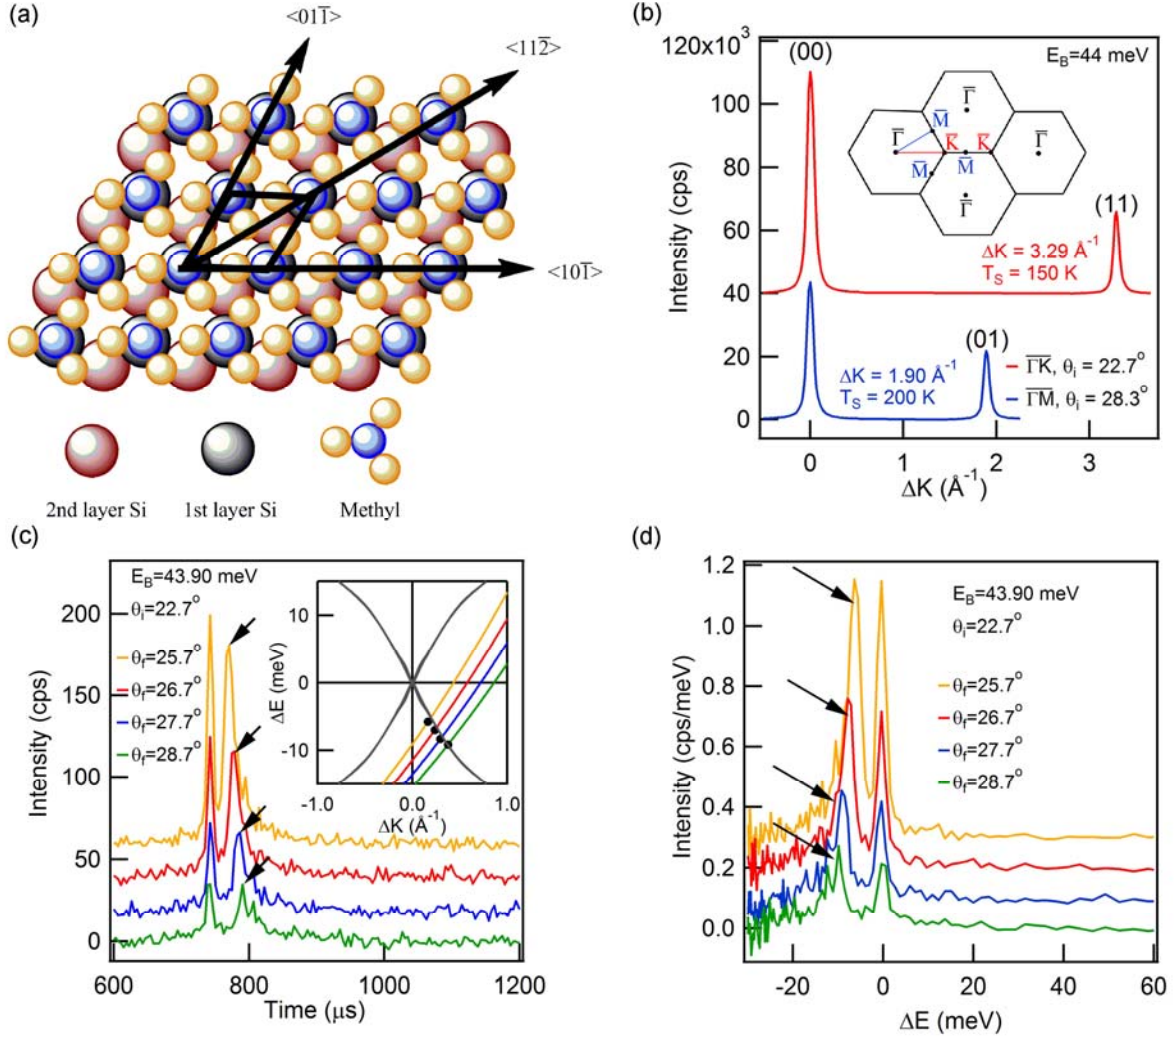 (a)
<011̅>
<112̅>
<101̅>
2nd layer Si
1st layer Si
Methyl
(b)
120x10³
100
80
60
40
20
0
Intensity (cps)
(00)
E_B=44 meV
Γ̅
M̅
Γ̅
K̅
K̅
Γ̅
M̅
M̅
Γ̅
(11)
ΔK = 3.29 Å⁻¹
T_S = 150 K
(01)
ΔK = 1.90 Å⁻¹
T_S = 200 K
Γ̅K̅, θ_i = 22.7°
Γ̅M̅, θ_i = 28.3°
0
1
2
3
ΔK (Å⁻¹)
(c)
E_B=43.90 meV
θ_i=22.7°
θ_f=25.7°
θ_f=26.7°
θ_f=27.7°
θ_f=28.7°
200
150
100
50
0
Intensity (cps)
10
0
-10
ΔE (meV)
-1.0
0.0
1.0
ΔK (Å⁻¹)
600
800
1000
1200
Time (μs)
(d)
1.2
1.0
0.8
0.6
0.4
0.2
0.0
Intensity (cps/meV)
E_B=43.90 meV
θ_i=22.7°
θ_f=25.7°
θ_f=26.7°
θ_f=27.7°
θ_f=28.7°
-20
0
20
40
60
ΔE (meV)